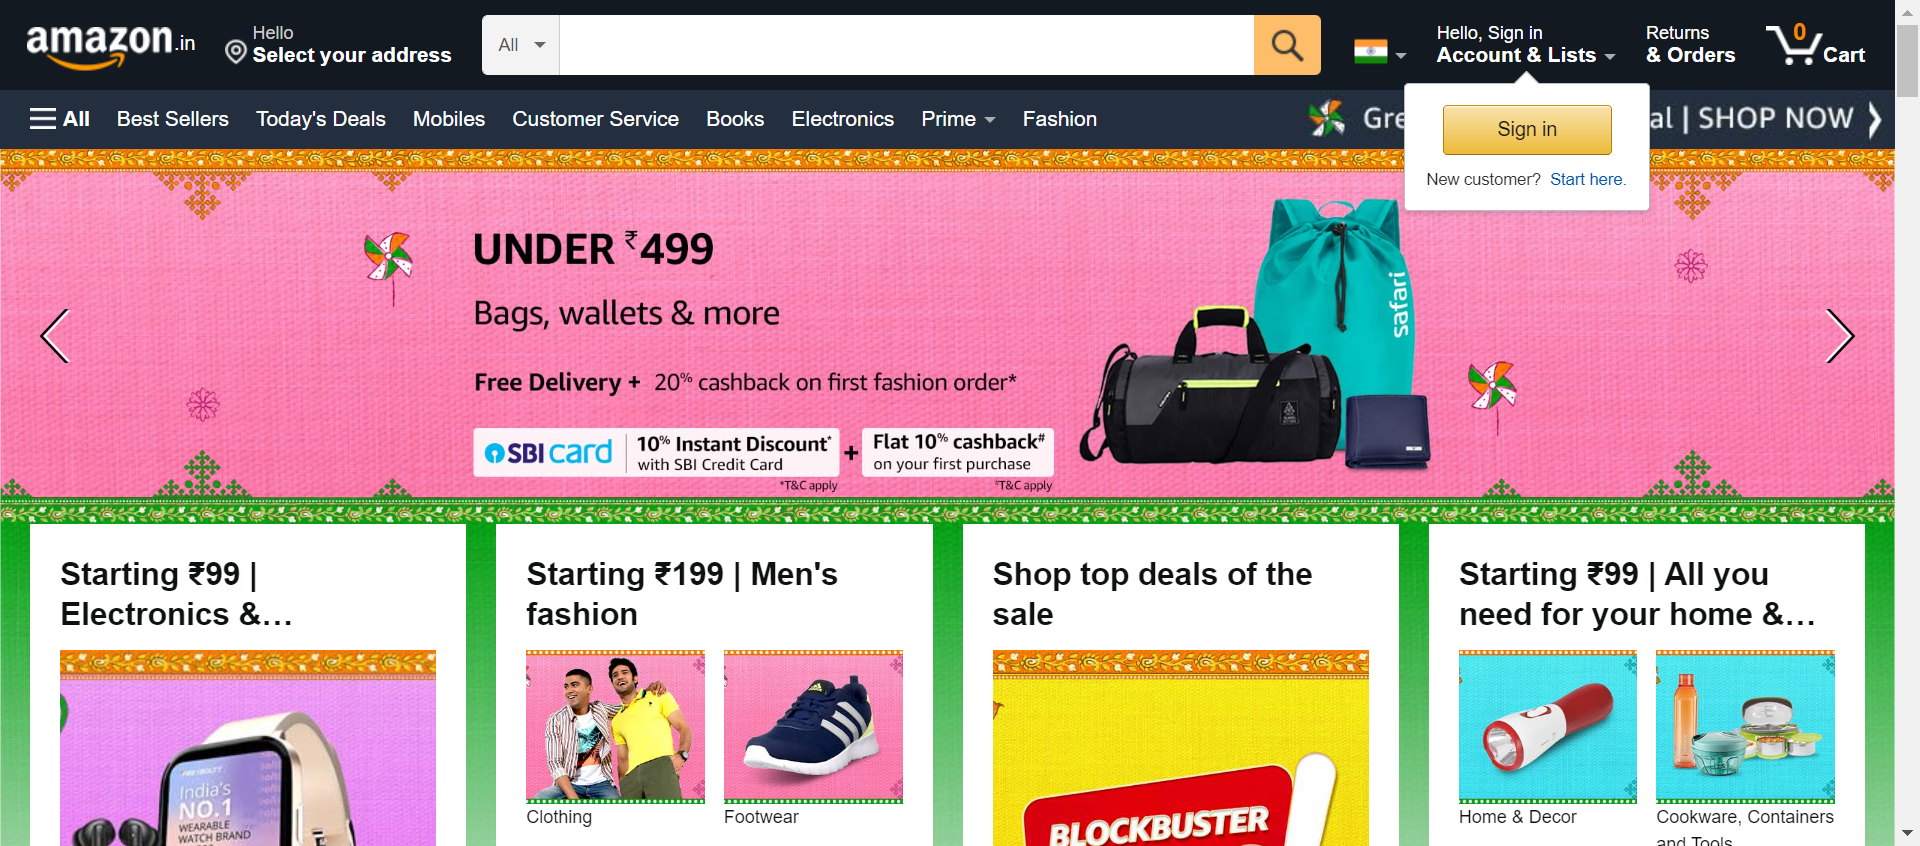 amazon.in
Hello
Select your address
All
Hello, Sign in
Account & Lists
Returns
& Orders
0
Cart
All
Best Sellers
Today's Deals
Mobiles
Customer Service
Books
Electronics
Prime
Fashion
Gre
al | SHOP NOW
Sign in
New customer? Start here.
UNDER ₹499
Bags, wallets & more
Free Delivery + 20% cashback on first fashion order*
SBI card
10% Instant Discount*
with SBI Credit Card
+
Flat 10% cashback#
on your first purchase
*T&C apply
#T&C apply
safari
Starting ₹99 |
Electronics &…
Starting ₹199 | Men's
fashion
Shop top deals of the
sale
Starting ₹99 | All you
need for your home &…
India's
NO.1
WEARABLE
WATCH BRAND
Clothing
Footwear
BLOCKBUSTER
Home & Decor
Cookware, Containers
and Tools